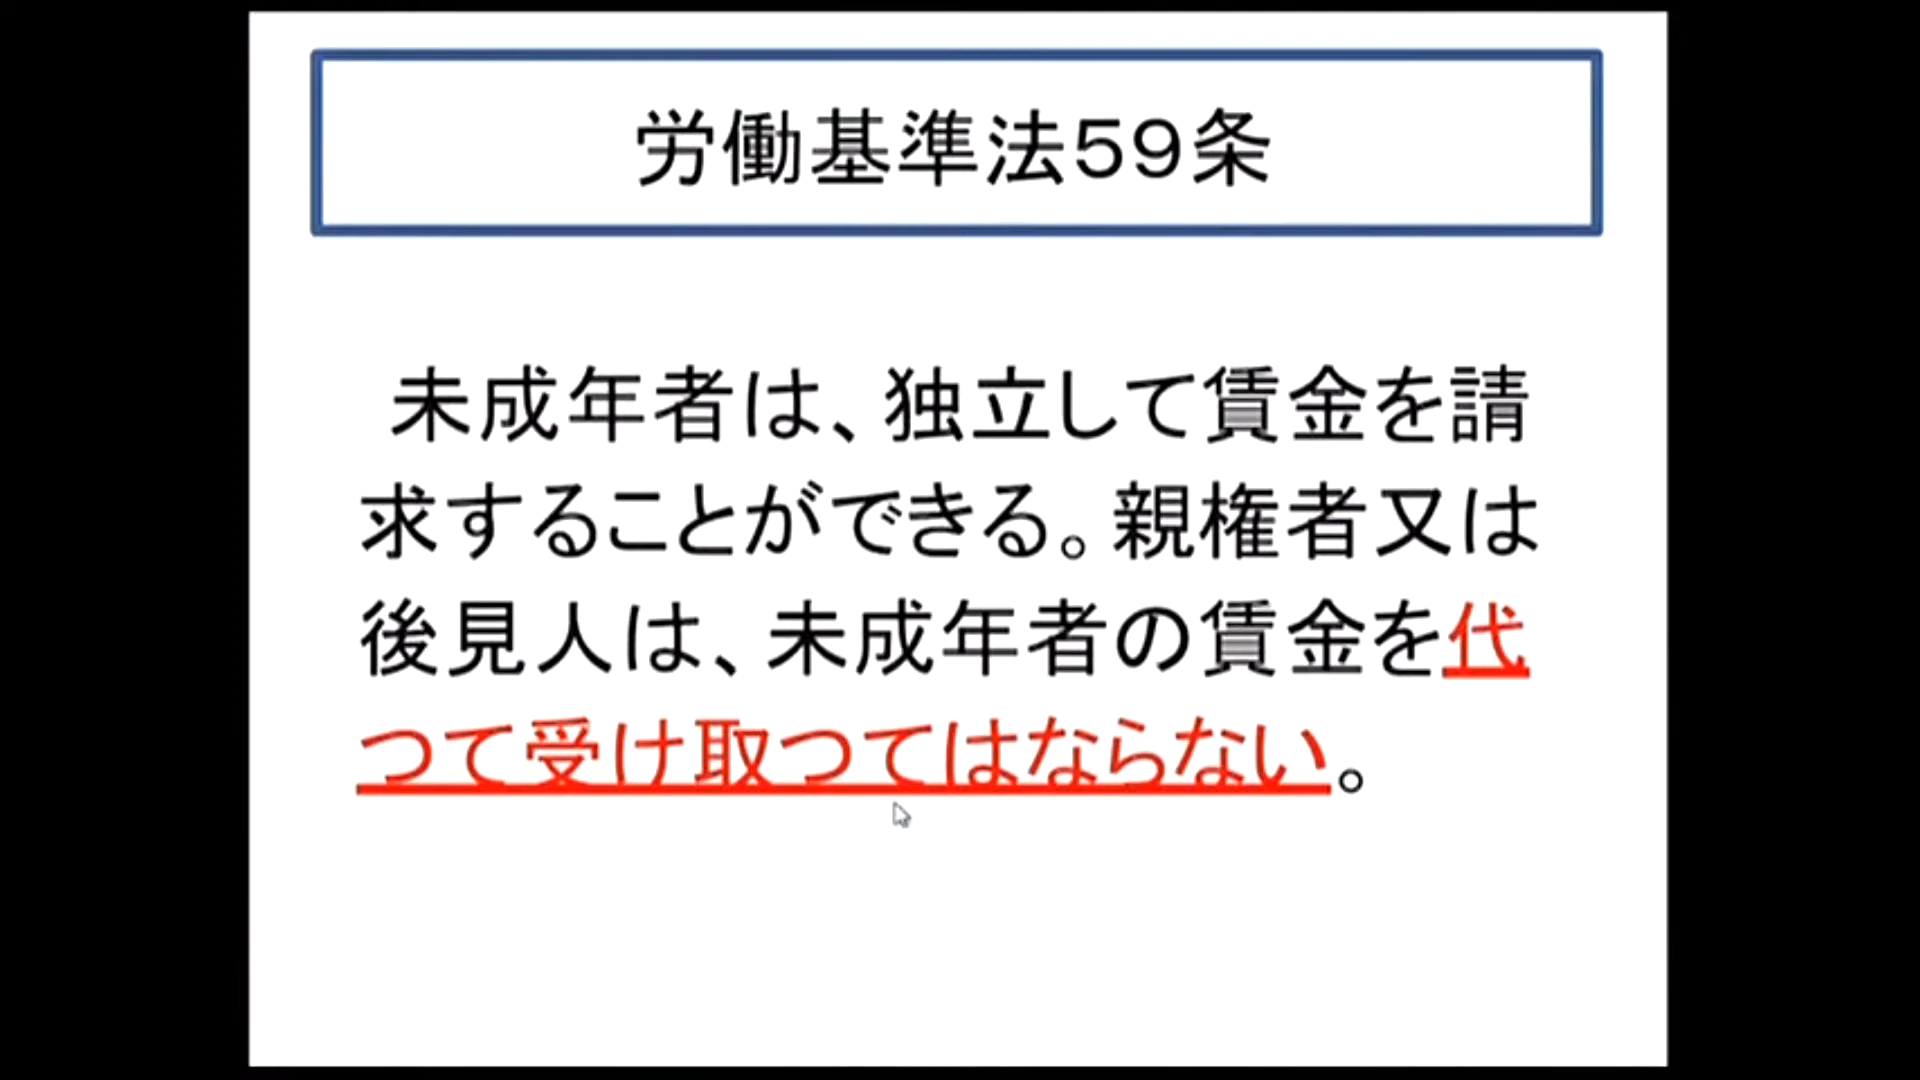 労働基準法５９条
未成年者は、独立して賃金を請
求することができる。親権者又は
後見人は、未成年者の賃金を代
つて受け取つてはならない。